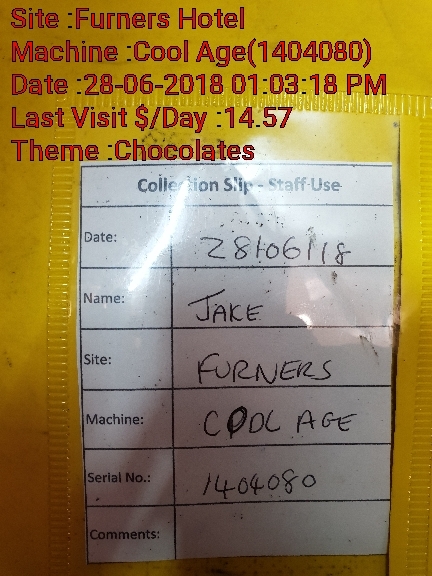 Site :Furners Hotel
Machine :Cool Age(1404080)
Date :28-06-2018 01:03:18 PM
Last Visit $/Day :14.57
Theme :Chocolates
Collection Slip - Staff Use
Date: 28/06/18
Name: JAKE
Site: FURNERS
Machine: COOL AGE
Serial No.: 1404080
Comments: